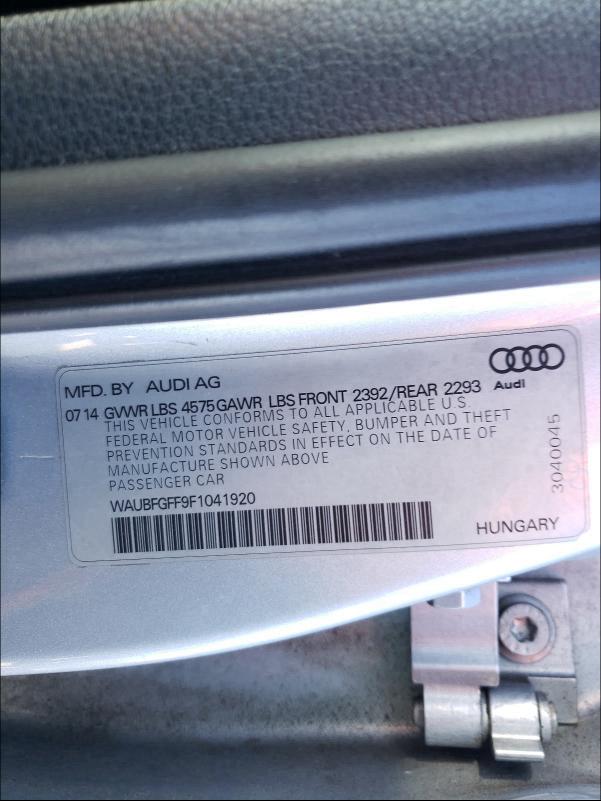 MFD. BY AUDI AG
Audi
07 14 GVWR LBS 4575 GAWR LBS FRONT 2392/REAR 2293
THIS VEHICLE CONFORMS TO ALL APPLICABLE U.S.
FEDERAL MOTOR VEHICLE SAFETY, BUMPER AND THEFT
PREVENTION STANDARDS IN EFFECT ON THE DATE OF
MANUFACTURE SHOWN ABOVE
PASSENGER CAR
WAUBFGFF9F1041920
3040045
HUNGARY